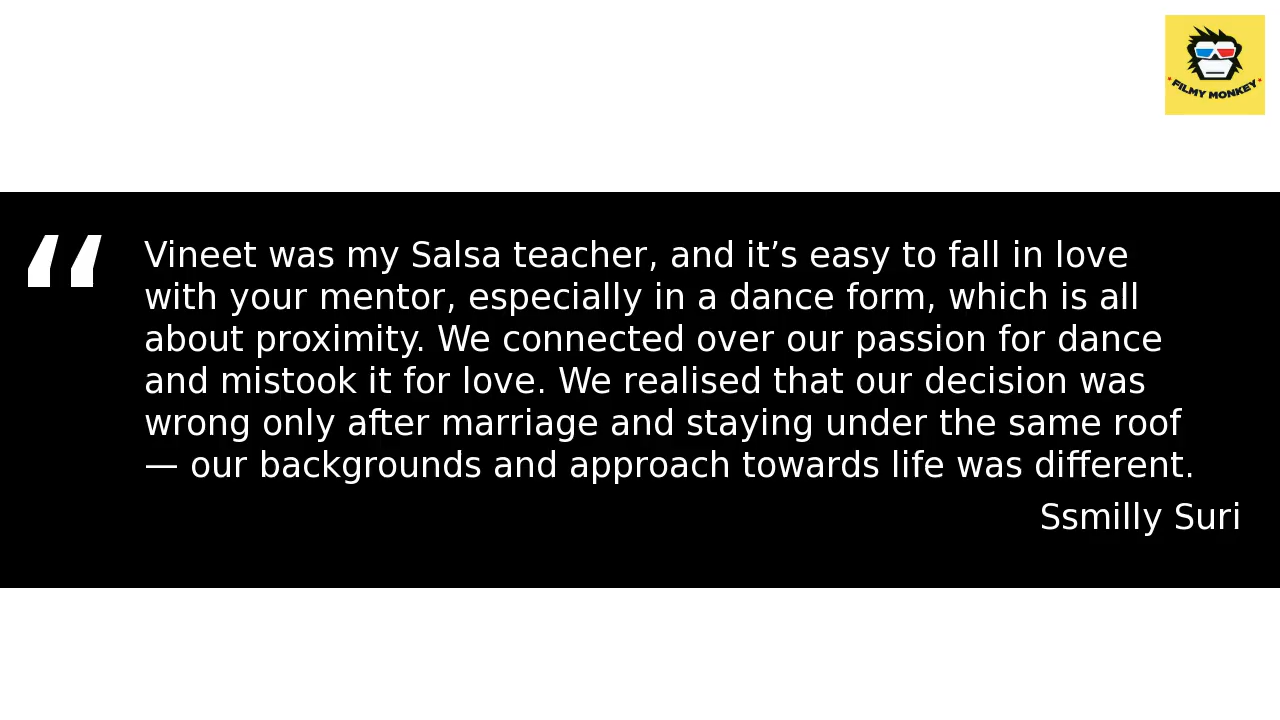 FILMY MONKEY
“
Vineet was my Salsa teacher, and it’s easy to fall in love
with your mentor, especially in a dance form, which is all
about proximity. We connected over our passion for dance
and mistook it for love. We realised that our decision was
wrong only after marriage and staying under the same roof
— our backgrounds and approach towards life was different.
Ssmilly Suri